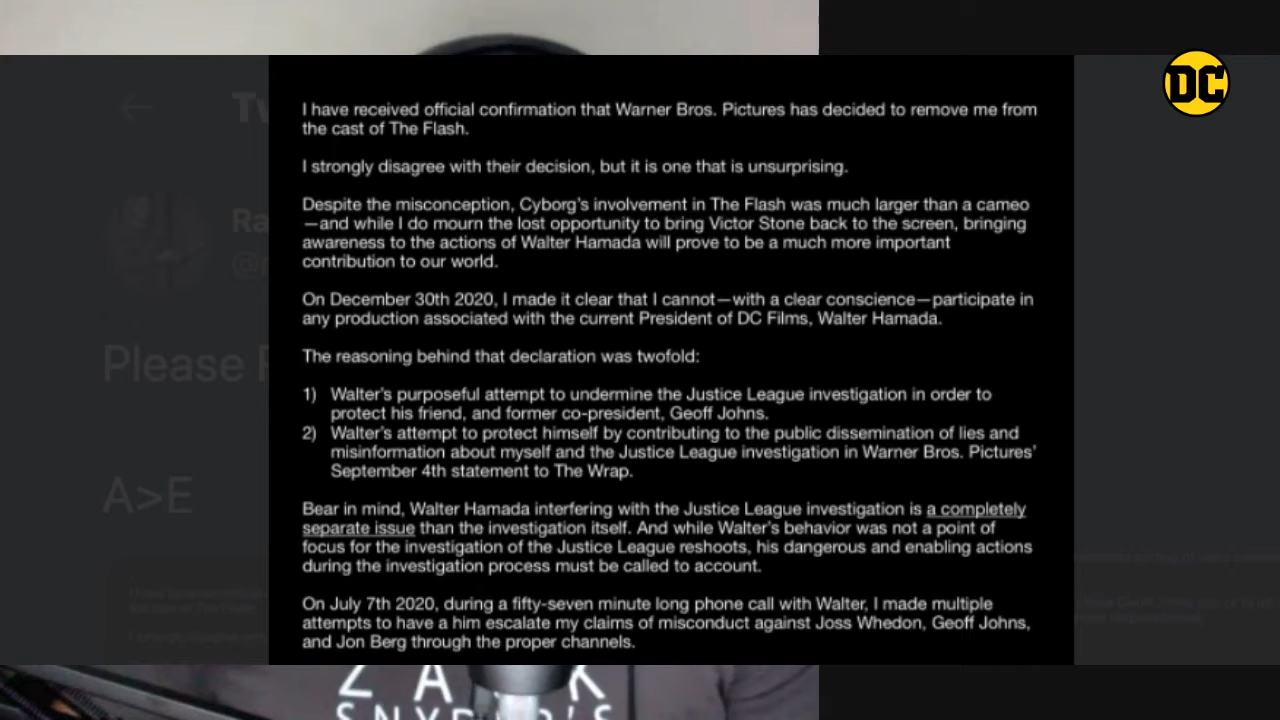 DC
Tw
Ra
@r
Please R
A>E
I have received official confirmation that Warner Bros. Pictures has decided to remove me from
the cast of The Flash.
I strongly disagree with their decision, but it is one that is unsurprising.
Despite the misconception, Cyborg's involvement in The Flash was much larger than a cameo
—and while I do mourn the lost opportunity to bring Victor Stone back to the screen, bringing
awareness to the actions of Walter Hamada will prove to be a much more important
contribution to our world.
On December 30th 2020, I made it clear that I cannot—with a clear conscience—participate in
any production associated with the current President of DC Films, Walter Hamada.
The reasoning behind that declaration was twofold:
1) Walter's purposeful attempt to undermine the Justice League investigation in order to
protect his friend, and former co-president, Geoff Johns.
2) Walter's attempt to protect himself by contributing to the public dissemination of lies and
misinformation about myself and the Justice League investigation in Warner Bros. Pictures'
September 4th statement to The Wrap.
Bear in mind, Walter Hamada interfering with the Justice League investigation is a completely
separate issue than the investigation itself. And while Walter's behavior was not a point of
focus for the investigation of the Justice League reshoots, his dangerous and enabling actions
during the investigation process must be called to account.
On July 7th 2020, during a fifty-seven minute long phone call with Walter, I made multiple
attempts to have a him escalate my claims of misconduct against Joss Whedon, Geoff Johns,
and Jon Berg through the proper channels.